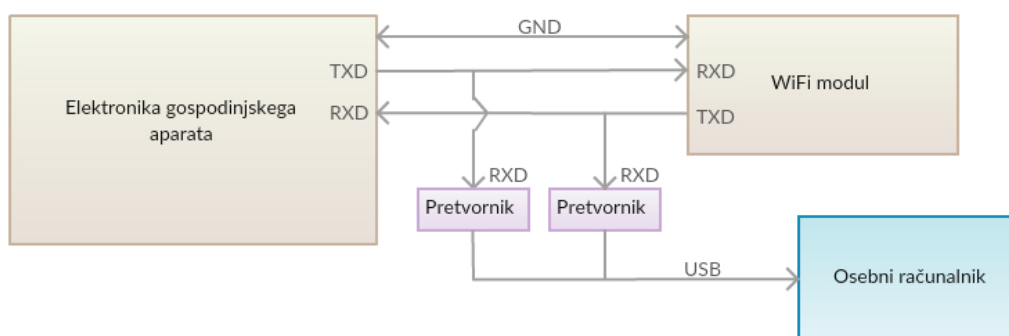 GND
TXD
RXD
Elektronika gospodinjskega
aparata
RXD
TXD
WiFi modul
RXD
RXD
Pretvornik
Pretvornik
USB
Osebni računalnik